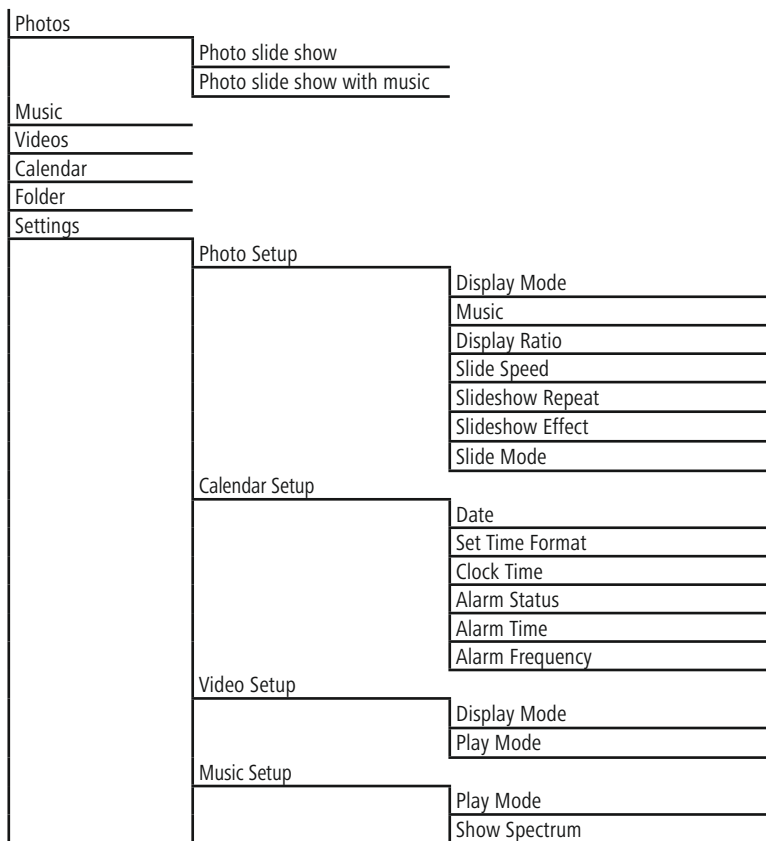 Photos
Photo slide show
Photo slide show with music
Music
Videos
Calendar
Folder
Settings
Photo Setup
Display Mode
Music
Display Ratio
Slide Speed
Slideshow Repeat
Slideshow Effect
Slide Mode
Calendar Setup
Date
Set Time Format
Clock Time
Alarm Status
Alarm Time
Alarm Frequency
Video Setup
Display Mode
Play Mode
Music Setup
Play Mode
Show Spectrum